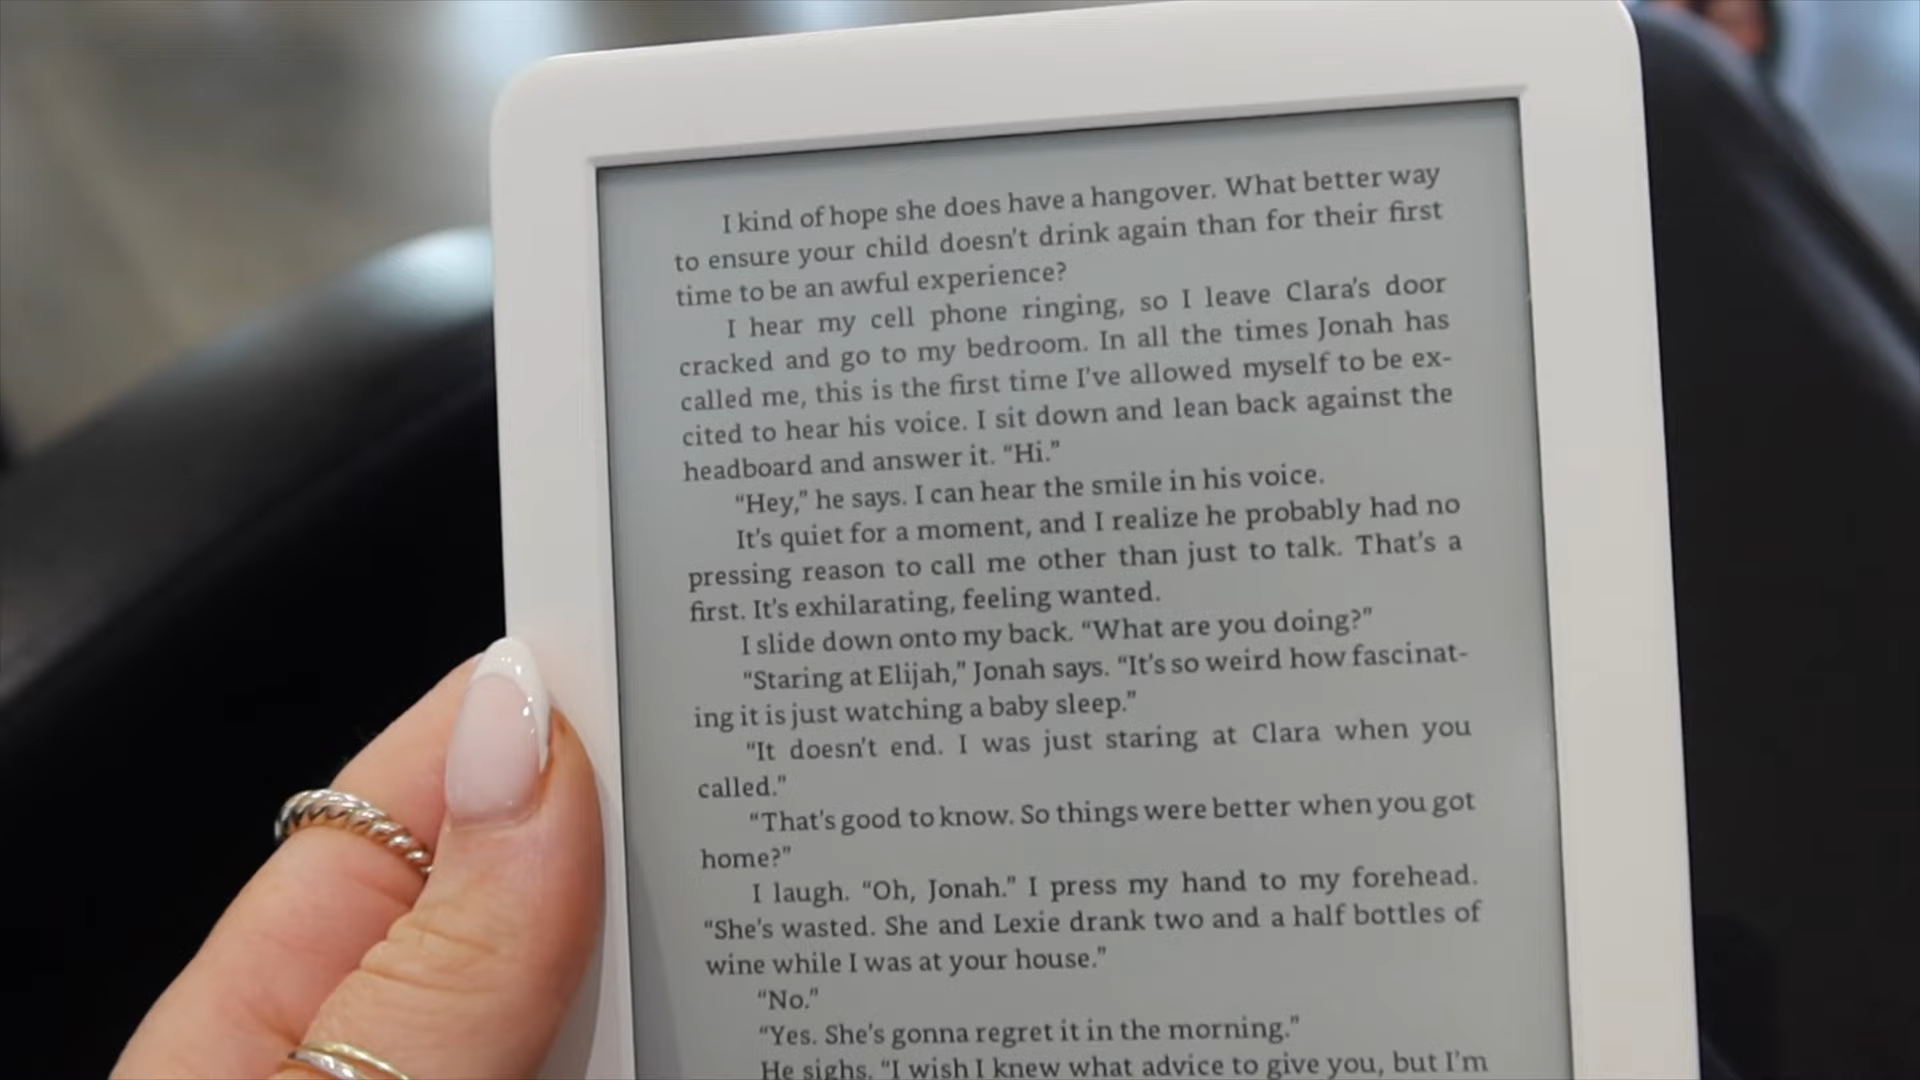 I kind of hope she does have a hangover. What better way
to ensure your child doesn't drink again than for their first
time to be an awful experience?
I hear my cell phone ringing, so I leave Clara's door
cracked and go to my bedroom. In all the times Jonah has
called me, this is the first time I've allowed myself to be ex-
cited to hear his voice. I sit down and lean back against the
headboard and answer it. “Hi.”
“Hey,” he says. I can hear the smile in his voice.
It's quiet for a moment, and I realize he probably had no
pressing reason to call me other than just to talk. That's a
first. It's exhilarating, feeling wanted.
I slide down onto my back. “What are you doing?”
“Staring at Elijah,” Jonah says. “It's so weird how fascinat-
ing it is just watching a baby sleep.”
“It doesn't end. I was just staring at Clara when you
called.”
“That's good to know. So things were better when you got
home?”
I laugh. “Oh, Jonah.” I press my hand to my forehead.
“She's wasted. She and Lexie drank two and a half bottles of
wine while I was at your house.”
“No.”
“Yes. She's gonna regret it in the morning.”
He sighs. “I wish I knew what advice to give you, but I'm